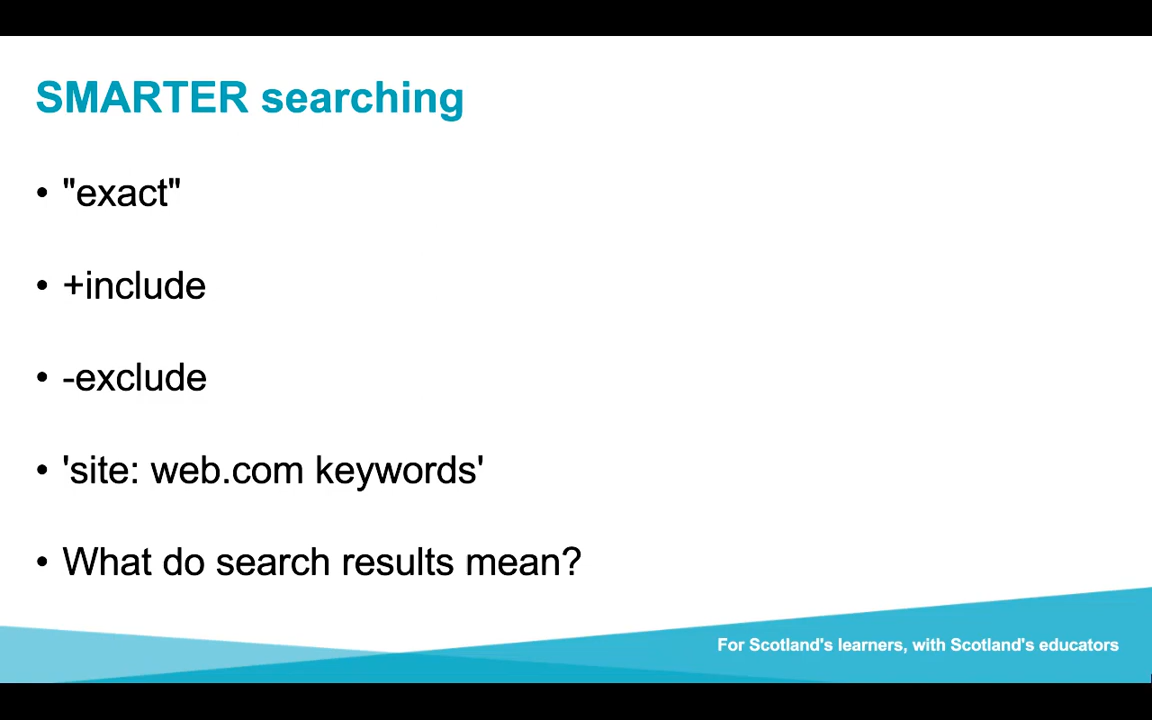 SMARTER searching
• "exact"
• +include
• -exclude
• 'site: web.com keywords'
• What do search results mean?
For Scotland's learners, with Scotland's educators